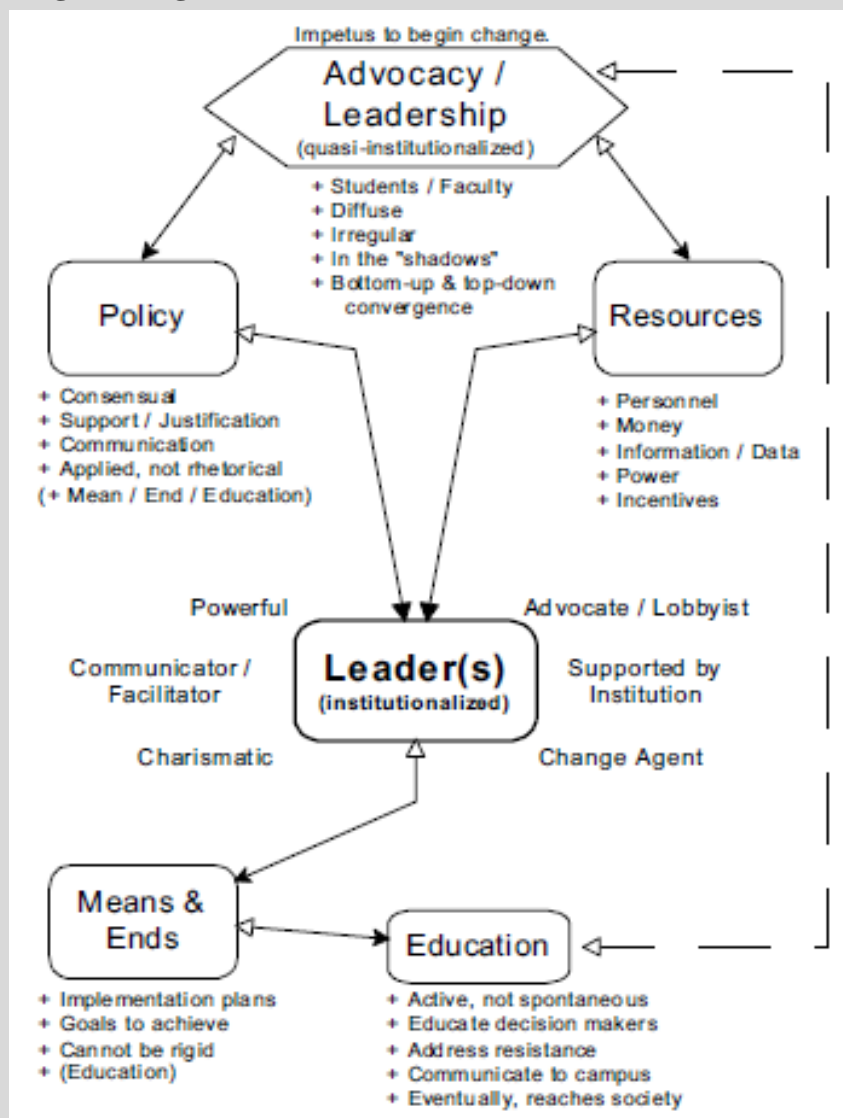 Impetus to begin change.
Advocacy /
Leadership
(quasi-institutionalized)
+ Students / Faculty
+ Diffuse
+ Irregular
+ In the "shadows"
+ Bottom-up & top-down
convergence
Policy
+ Consensual
+ Support / Justification
+ Communication
+ Applied, not rhetorical
(+ Mean / End / Education)
Resources
+ Personnel
+ Money
+ Information / Data
+ Power
+ Incentives
Powerful
Advocate / Lobbyist
Communicator /
Facilitator
Leader(s)
(institutionalized)
Supported by
Institution
Charismatic
Change Agent
Means &
Ends
+ Implementation plans
+ Goals to achieve
+ Cannot be rigid
+ (Education)
Education
+ Active, not spontaneous
+ Educate decision makers
+ Address resistance
+ Communicate to campus
+ Eventually, reaches society